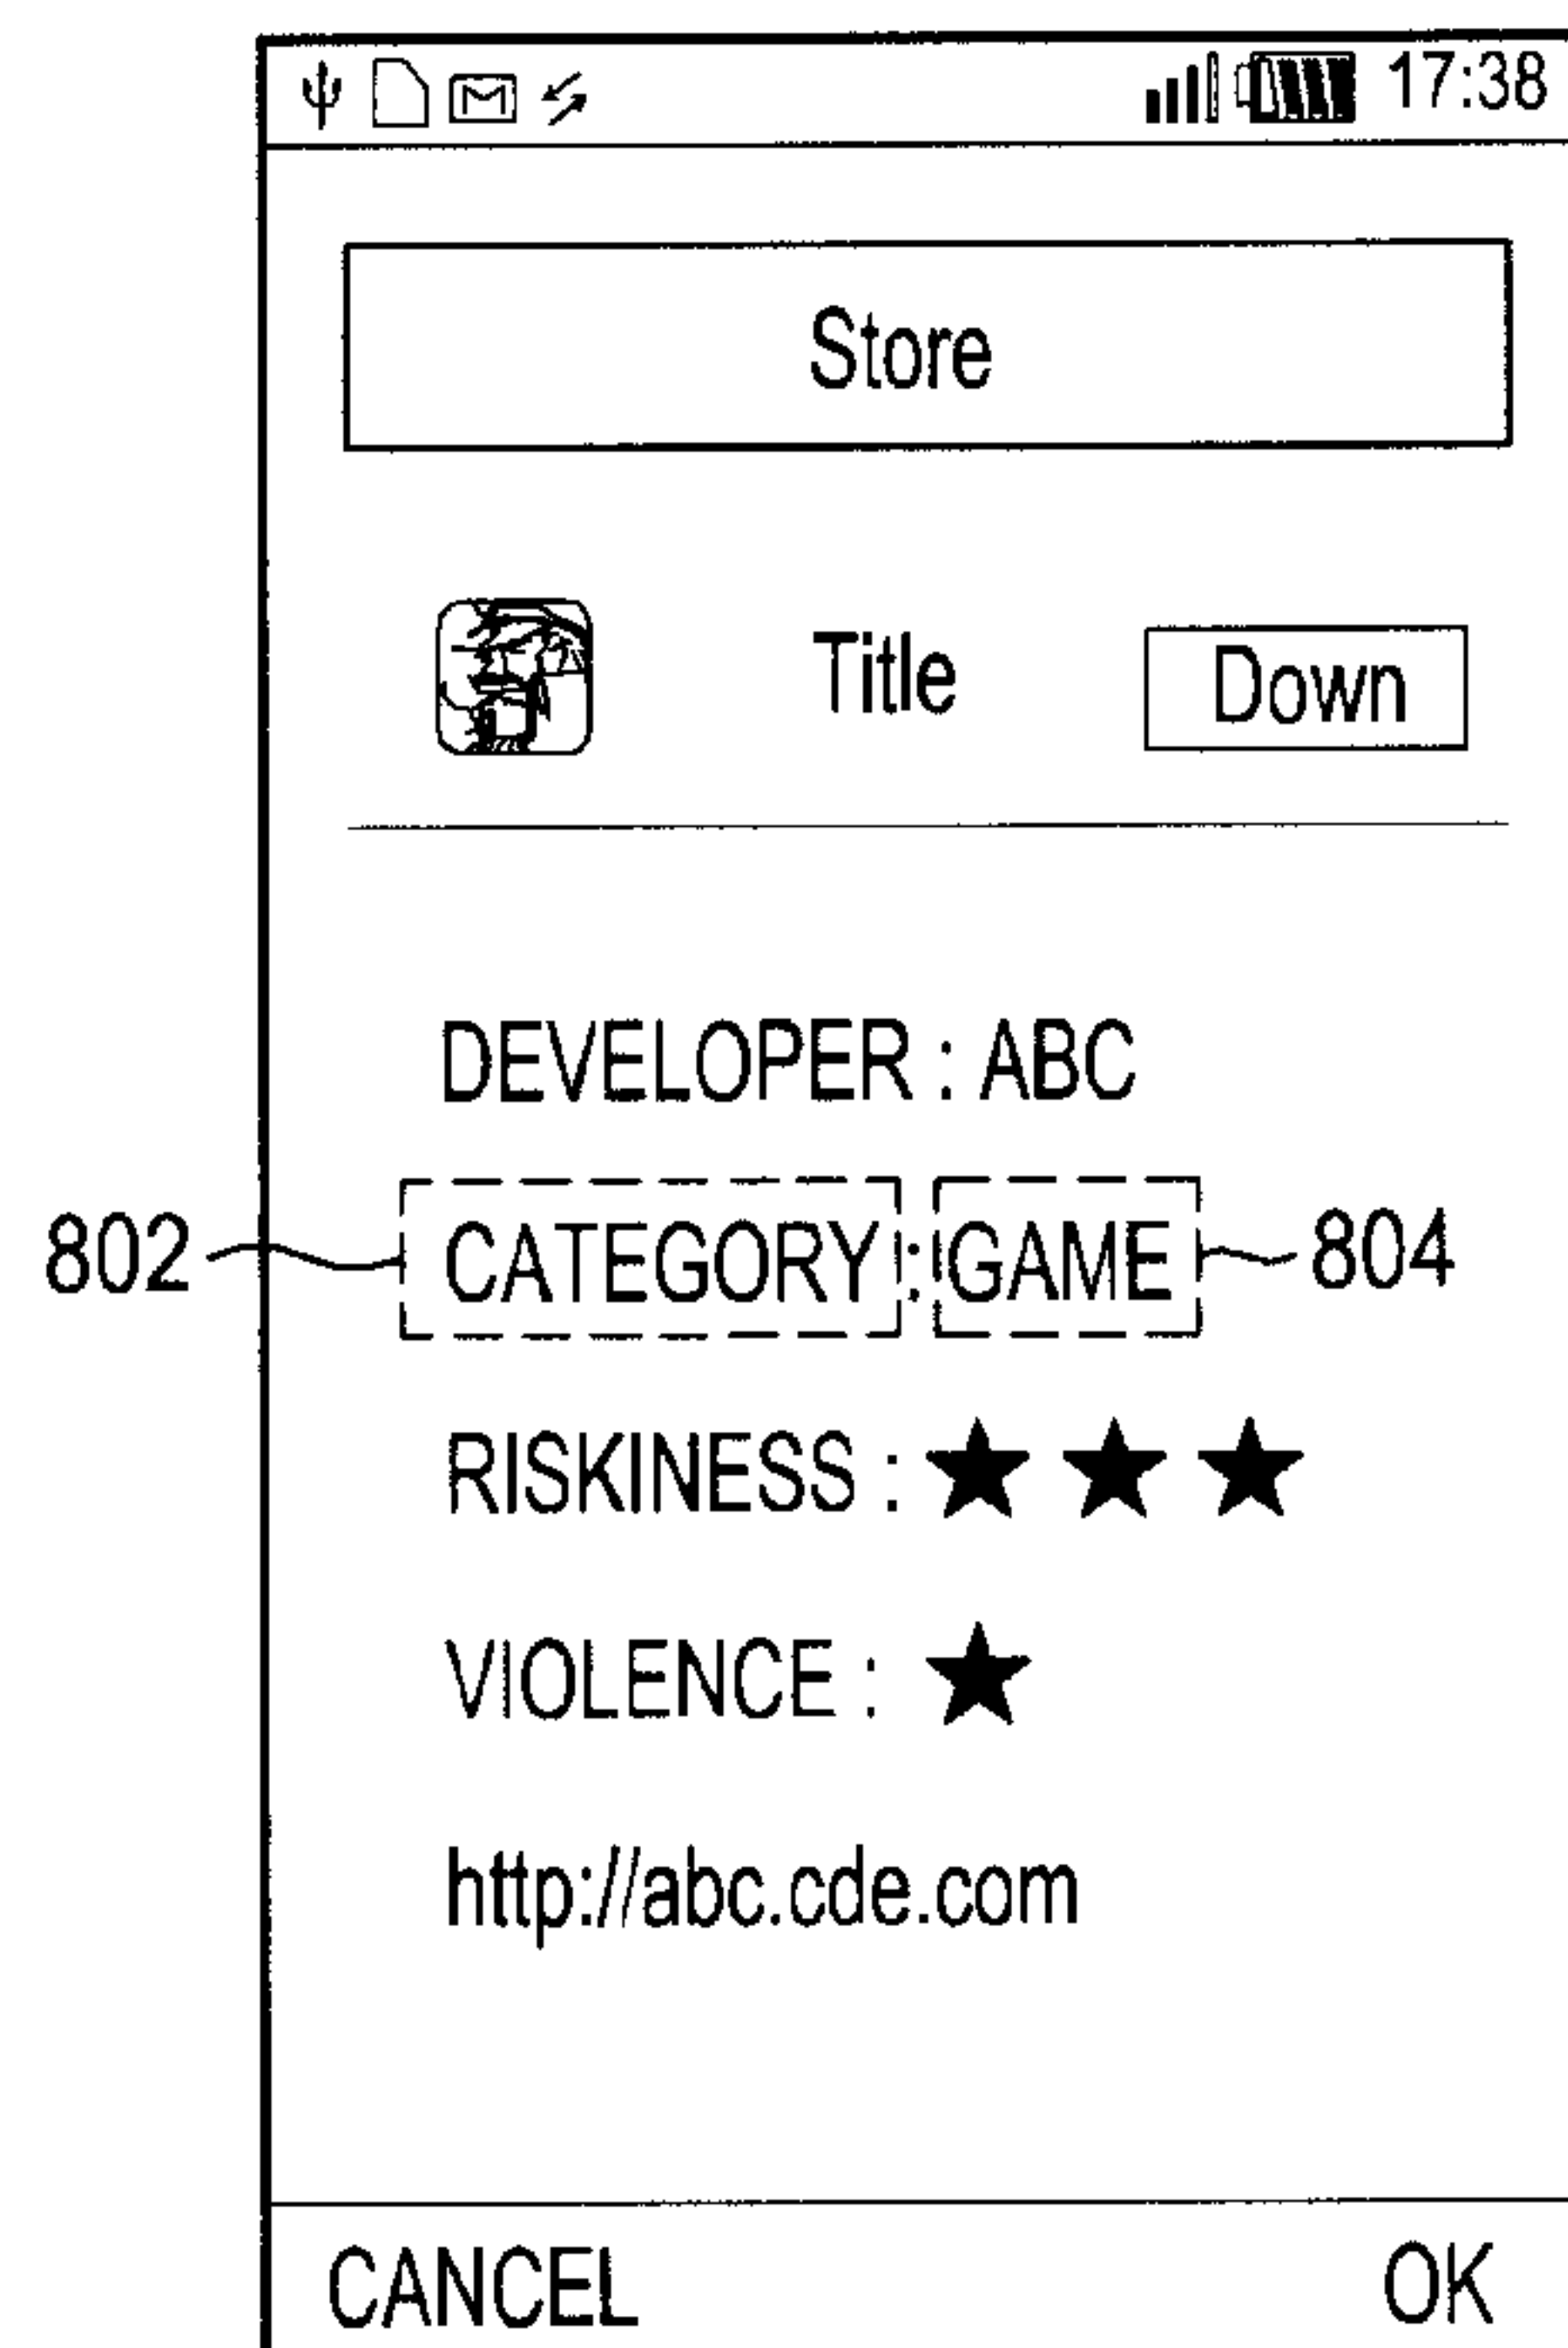 17:38
Store
Title Down
DEVELOPER : ABC
802 CATEGORY : GAME 804
RISKINESS : ★ ★ ★
VIOLENCE : ★
http://abc.cde.com
CANCEL OK